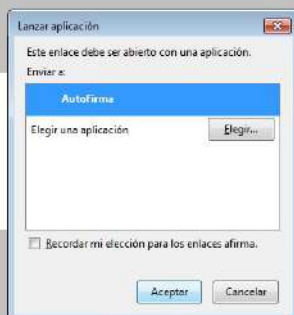 Lanzar aplicación
Este enlace debe ser abierto con una aplicación.
Enviar a:
Autofirma
Elegir una aplicación
Elegir...
Recordar mi elección para los enlaces afirma.
Aceptar
Cancelar